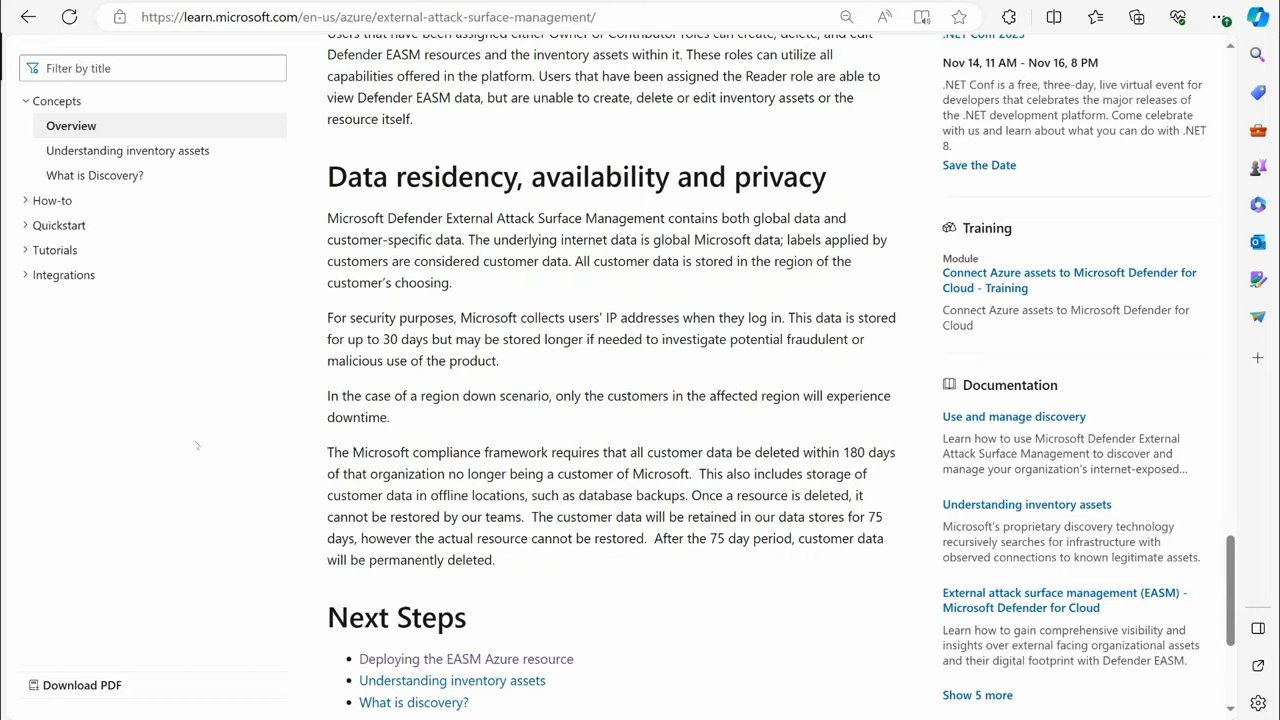 https://learn.microsoft.com/en-us/azure/external-attack-surface-management/
Filter by title
Concepts
Overview
Understanding inventory assets
What is Discovery?
How-to
Quickstart
Tutorials
Integrations
Download PDF
Users that have been assigned either Owner or Contributor roles can create, delete, and edit
Defender EASM resources and the inventory assets within it. These roles can utilize all
capabilities offered in the platform. Users that have been assigned the Reader role are able to
view Defender EASM data, but are unable to create, delete or edit inventory assets or the
resource itself.
Data residency, availability and privacy
Microsoft Defender External Attack Surface Management contains both global data and
customer-specific data. The underlying internet data is global Microsoft data; labels applied by
customers are considered customer data. All customer data is stored in the region of the
customer's choosing.
For security purposes, Microsoft collects users' IP addresses when they log in. This data is stored
for up to 30 days but may be stored longer if needed to investigate potential fraudulent or
malicious use of the product.
In the case of a region down scenario, only the customers in the affected region will experience
downtime.
The Microsoft compliance framework requires that all customer data be deleted within 180 days
of that organization no longer being a customer of Microsoft.  This also includes storage of
customer data in offline locations, such as database backups. Once a resource is deleted, it
cannot be restored by our teams.  The customer data will be retained in our data stores for 75
days, however the actual resource cannot be restored.  After the 75 day period, customer data
will be permanently deleted.
Next Steps
• Deploying the EASM Azure resource
• Understanding inventory assets
• What is discovery?
.NET Conf 2023
Nov 14, 11 AM - Nov 16, 8 PM
.NET Conf is a free, three-day, live virtual event for
developers that celebrates the major releases of
the .NET development platform. Come celebrate
with us and learn about what you can do with .NET
8.
Save the Date
Training
Module
Connect Azure assets to Microsoft Defender for
Cloud - Training
Connect Azure assets to Microsoft Defender for
Cloud
Documentation
Use and manage discovery
Learn how to use Microsoft Defender External
Attack Surface Management to discover and
manage your organization's internet-exposed...
Understanding inventory assets
Microsoft's proprietary discovery technology
recursively searches for infrastructure with
observed connections to known legitimate assets.
External attack surface management (EASM) -
Microsoft Defender for Cloud
Learn how to gain comprehensive visibility and
insights over external facing organizational assets
and their digital footprint with Defender EASM.
Show 5 more